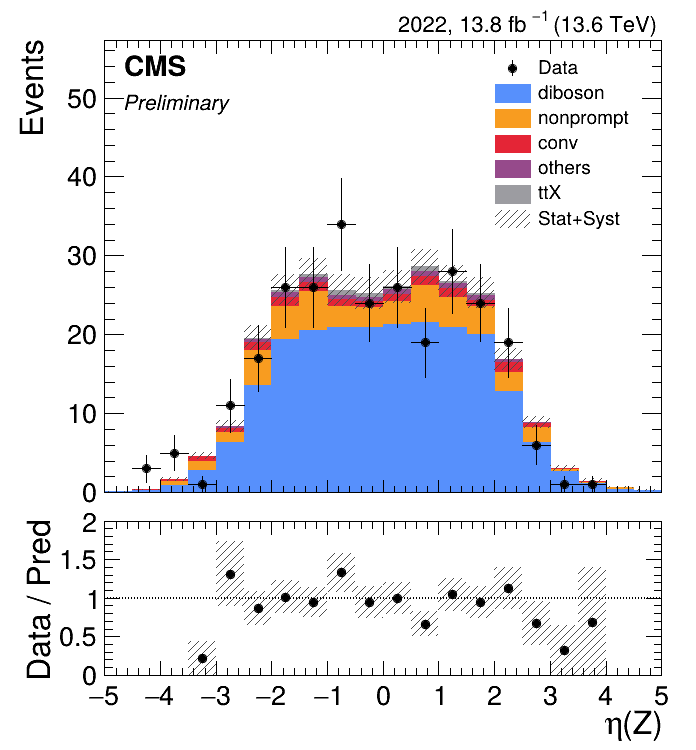 2022, 13.8 fb⁻¹ (13.6 TeV)
Events
CMS
Preliminary
Data
diboson
nonprompt
conv
others
ttX
Stat+Syst
50
40
30
20
10
0
Data / Pred
2
1.5
1
0.5
0
−5 −4 −3 −2 −1 0 1 2 3 4 5
η(Z)